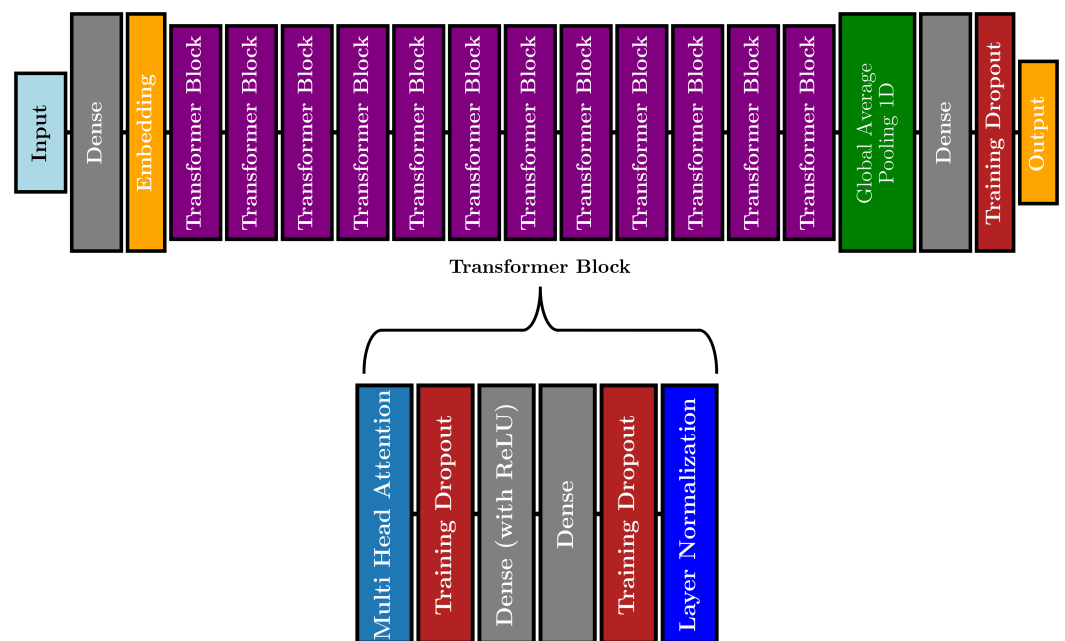 Input
Dense
Embedding
Transformer Block
Transformer Block
Transformer Block
Transformer Block
Transformer Block
Transformer Block
Transformer Block
Transformer Block
Transformer Block
Transformer Block
Transformer Block
Transformer Block
Global Average
Pooling 1D
Dense
Training Dropout
Output
Transformer Block
Multi Head Attention
Training Dropout
Dense (with ReLU)
Dense
Training Dropout
Layer Normalization